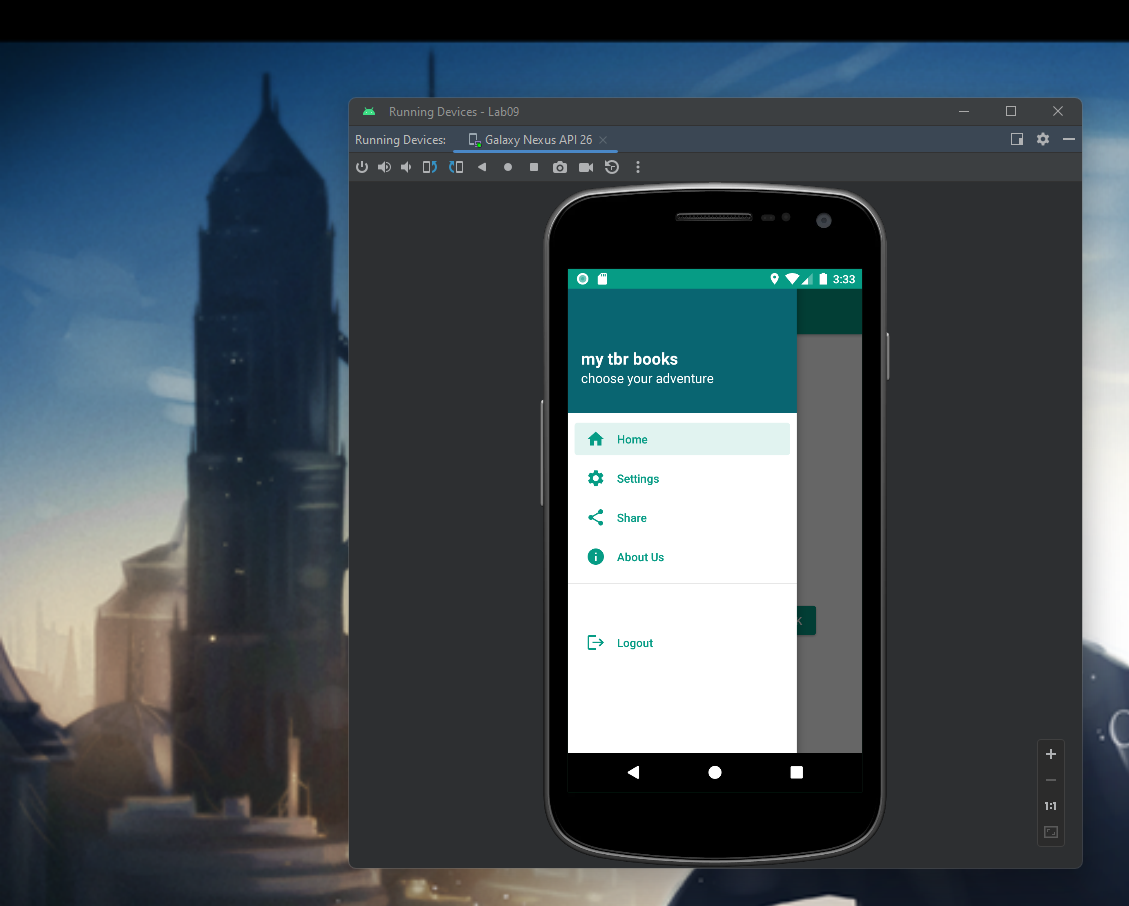 Running Devices - Lab09
Running Devices: Galaxy Nexus API 26
3:33
my tbr books
choose your adventure
Home
Settings
Share
About Us
Logout
1:1